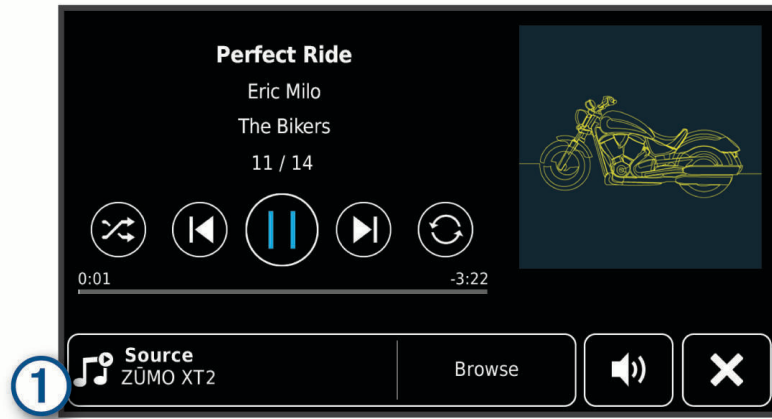 Perfect Ride
Eric Milo
The Bikers
11 / 14
0:01 -3:22
Source
ZŪMO XT2
Browse
1